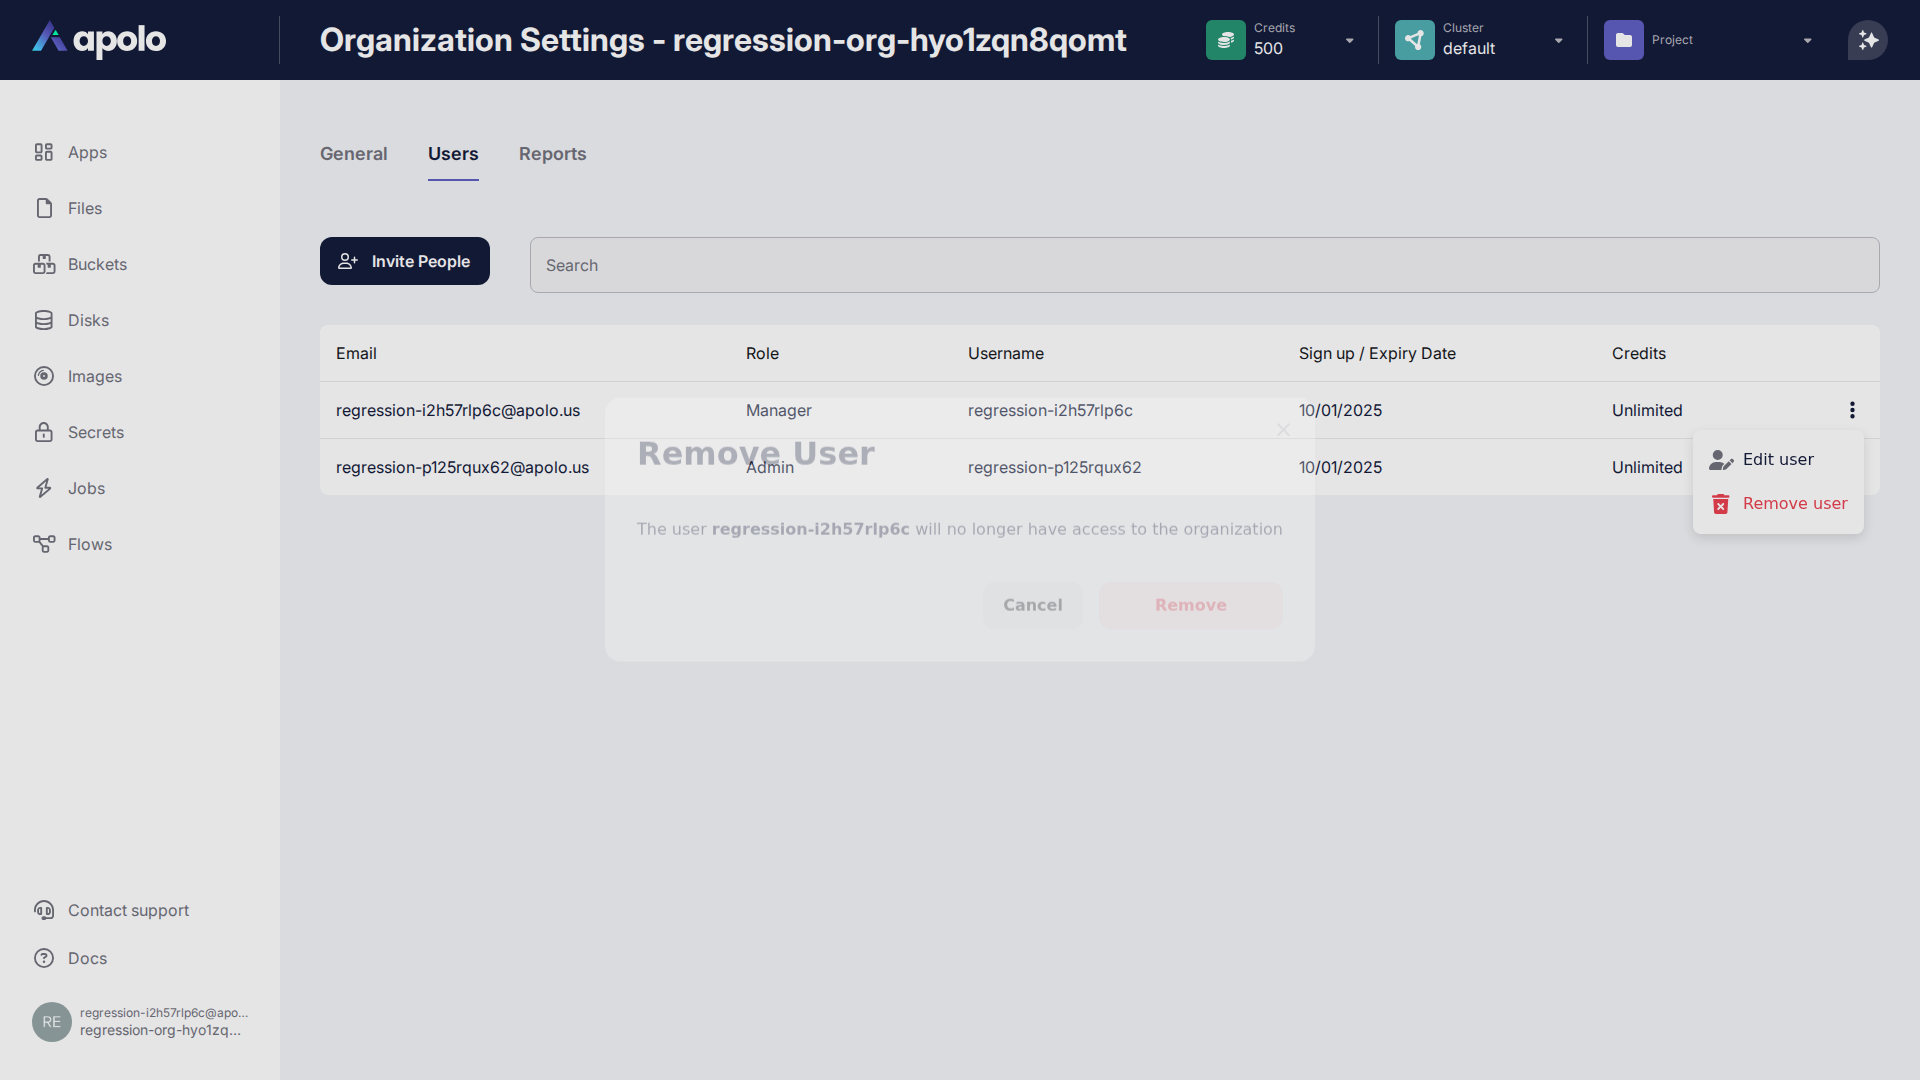 apolo
Organization Settings - regression-org-hyo1zqn8qomt
Credits
500
Cluster
default
Project
Apps
Files
Buckets
Disks
Images
Secrets
Jobs
Flows
General Users Reports
Invite People
Search
Email Role Username Sign up / Expiry Date Credits
regression-i2h57rlp6c@apolo.us Manager regression-i2h57rlp6c 10/01/2025 Unlimited
regression-p125rqux62@apolo.us Admin regression-p125rqux62 10/01/2025 Unlimited
Edit user
Remove user
Remove User
The user regression-i2h57rlp6c will no longer have access to the organization
Cancel Remove
Contact support
Docs
RE
regression-i2h57rlp6c@apo...
regression-org-hyo1zq...